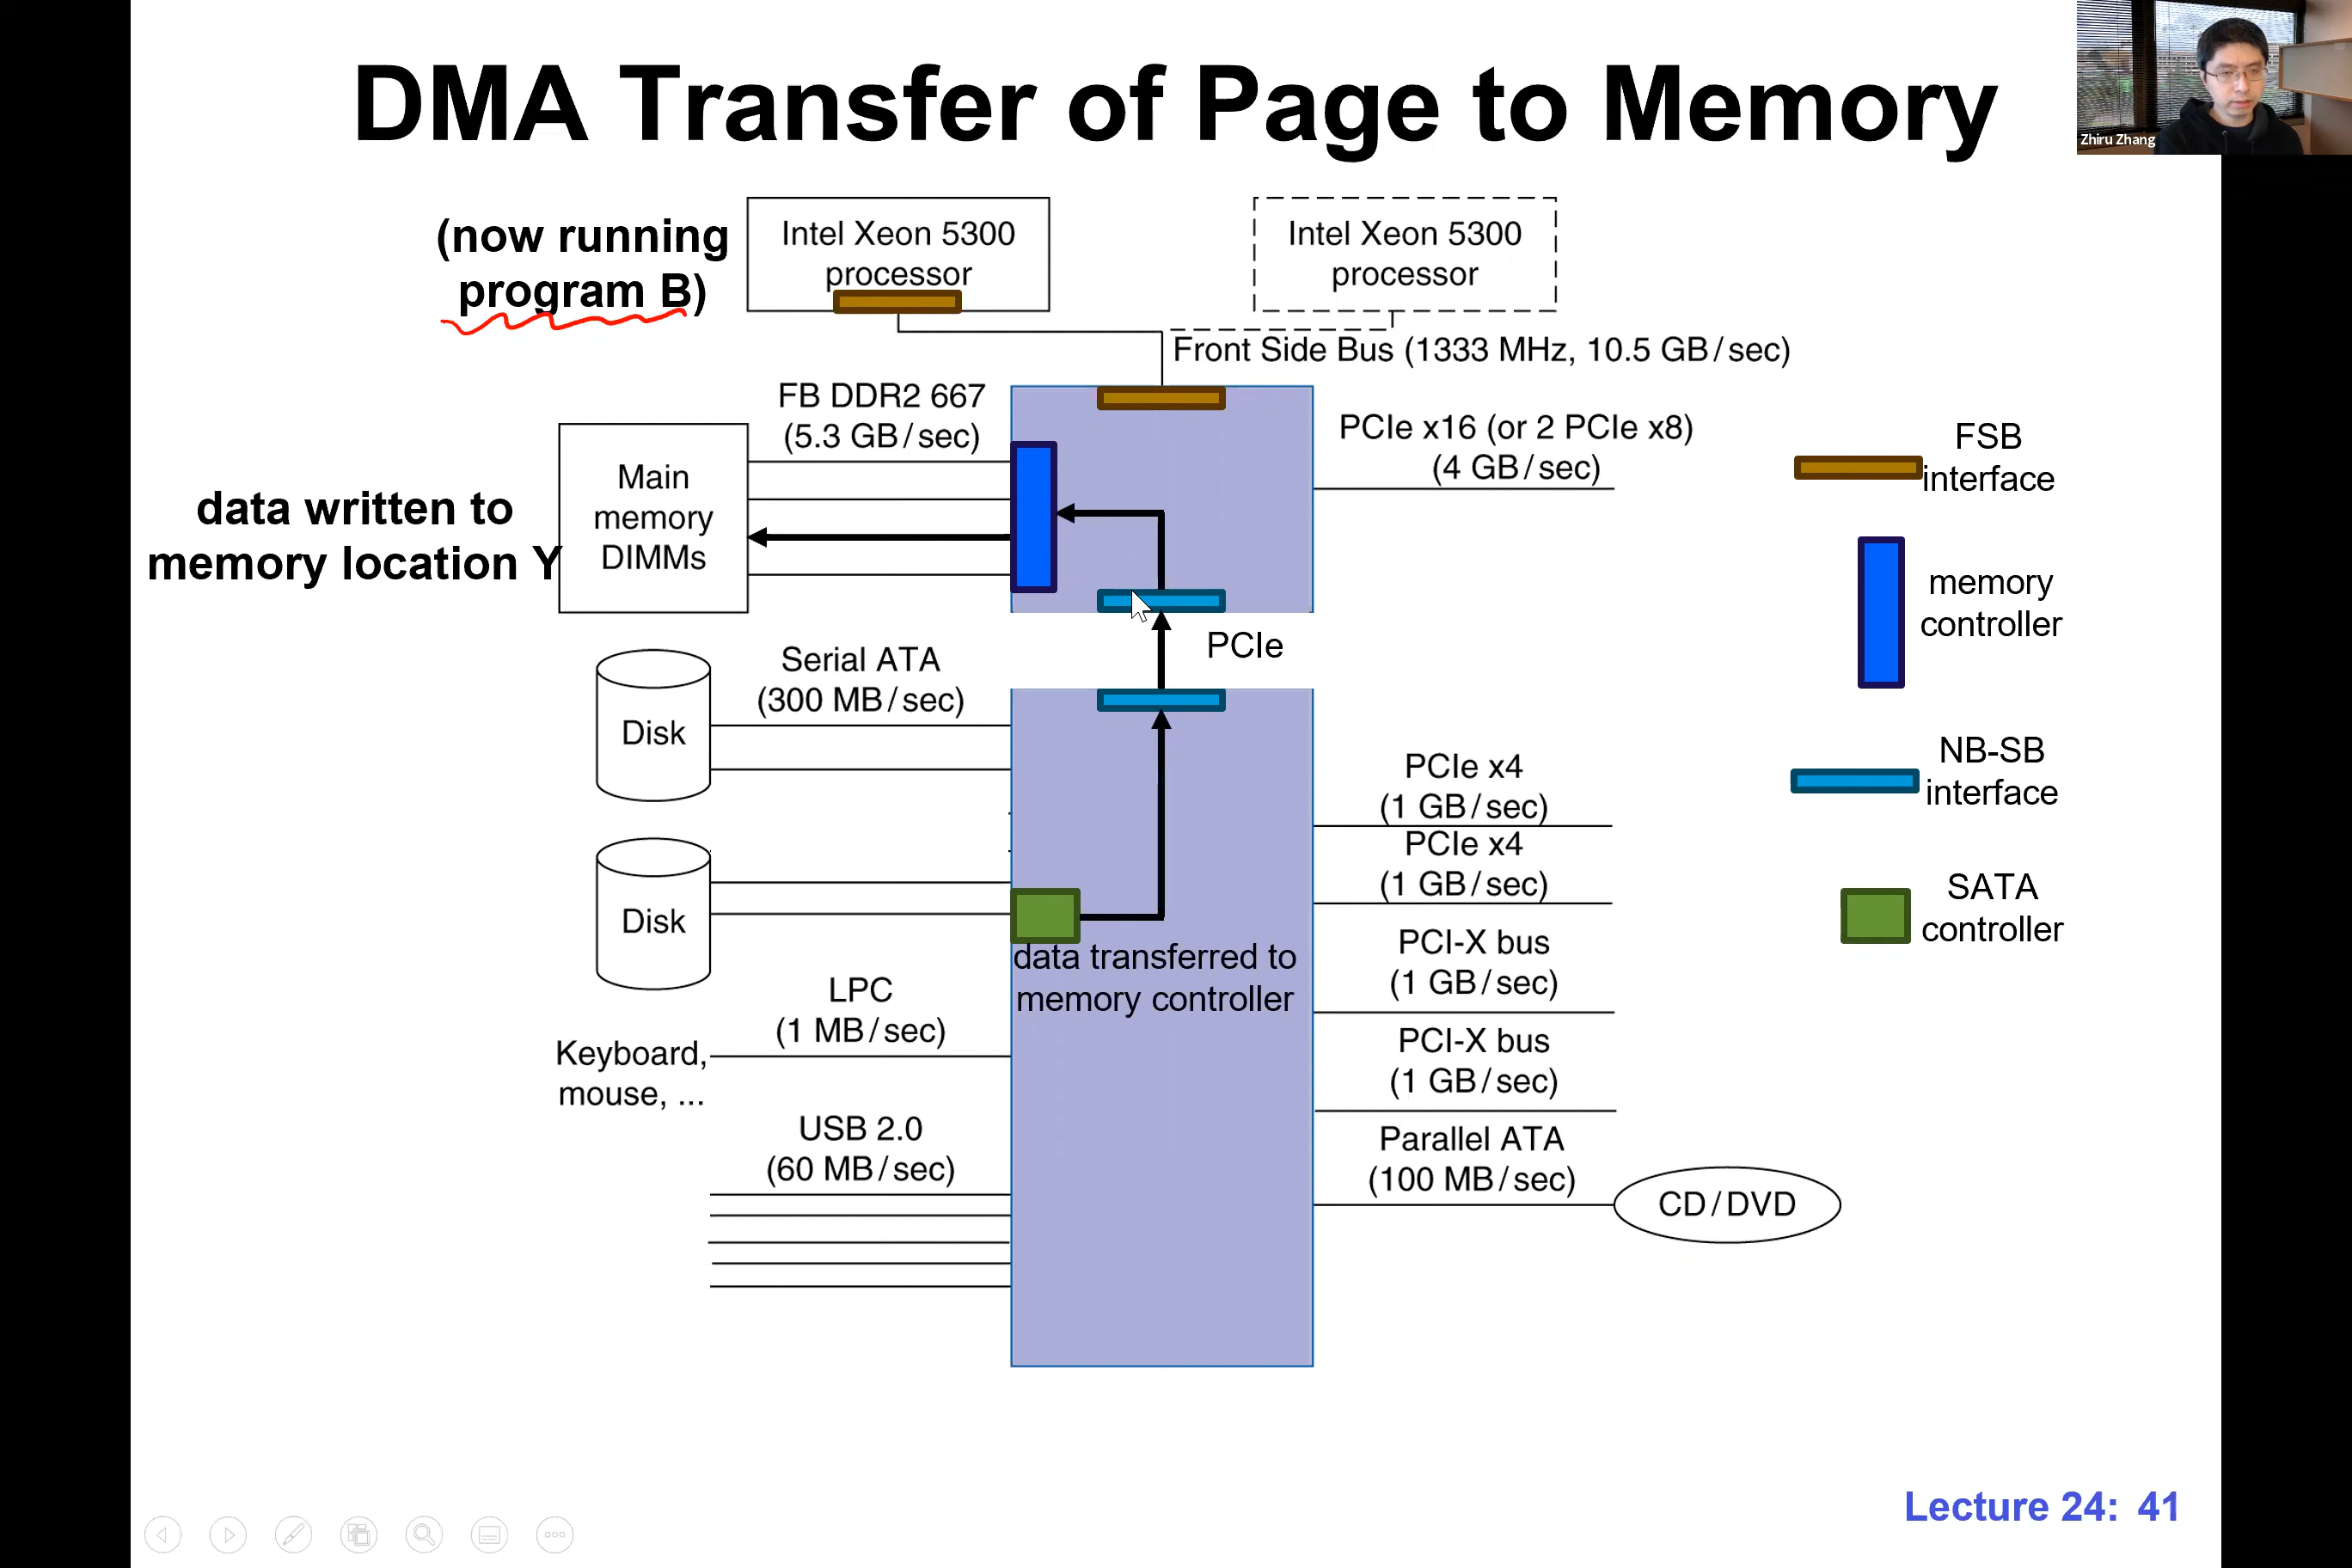 DMA Transfer of Page to Memory
Zhiru Zhang
(now running
program B)
Intel Xeon 5300
processor
Intel Xeon 5300
processor
Front Side Bus (1333 MHz, 10.5 GB/sec)
FB DDR2 667
(5.3 GB/sec)
PCIe x16 (or 2 PCIe x8)
(4 GB/sec)
FSB
interface
Main
memory
DIMMs
data written to
memory location Y
memory
controller
PCIe
Serial ATA
(300 MB/sec)
Disk
NB-SB
interface
PCIe x4
(1 GB/sec)
PCIe x4
(1 GB/sec)
Disk
SATA
controller
data transferred to
memory controller
PCI-X bus
(1 GB/sec)
LPC
(1 MB/sec)
Keyboard,
mouse, ...
PCI-X bus
(1 GB/sec)
USB 2.0
(60 MB/sec)
Parallel ATA
(100 MB/sec)
CD/DVD
Lecture 24: 41